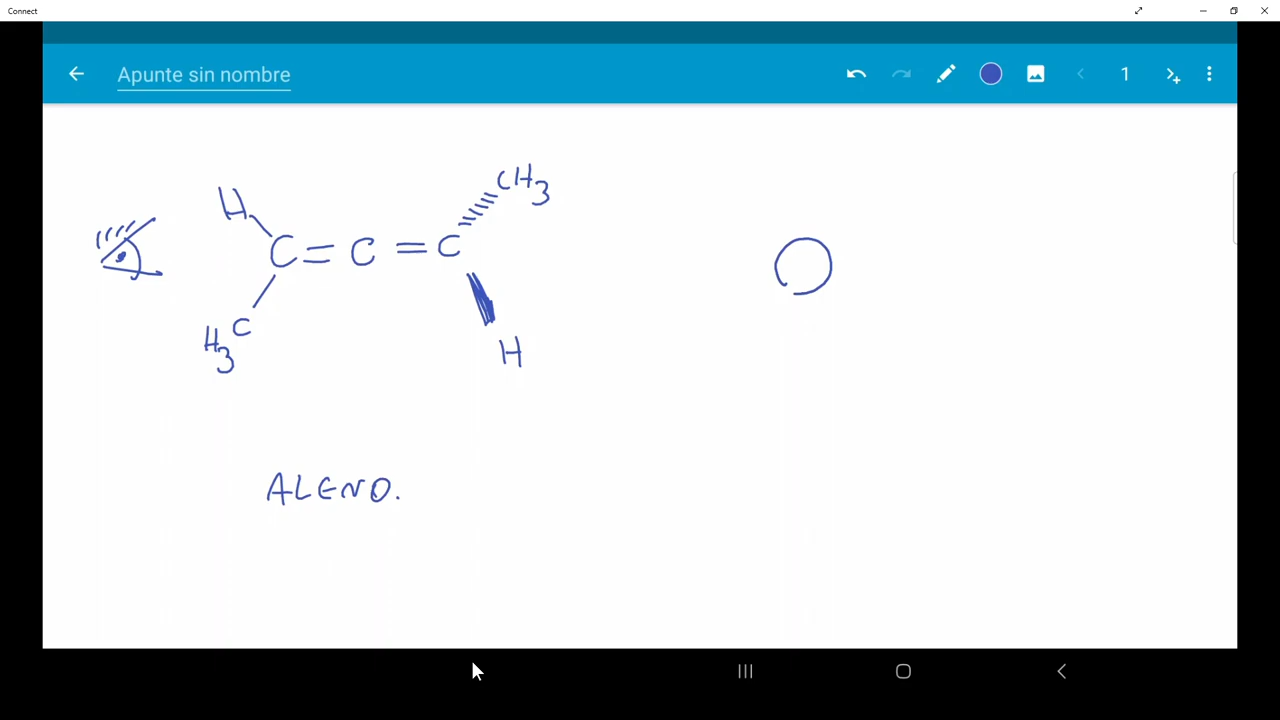 Connect
Apunte sin nombre
1
CH3
H
C = C = C
H3C
H
ALENO.